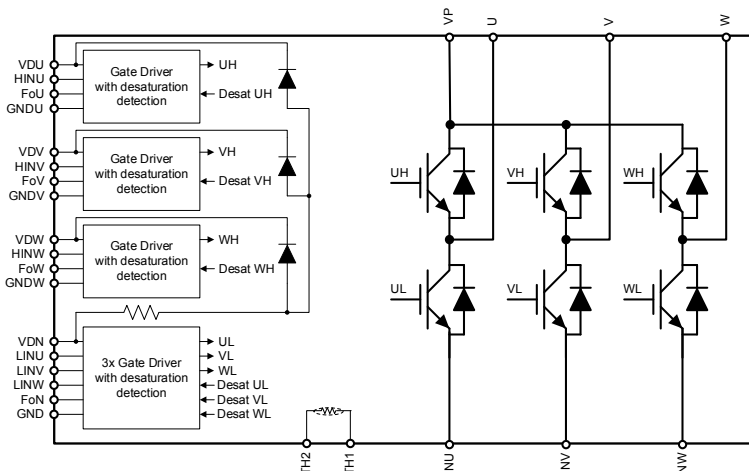 VP
U
V
W
VDU
HINU
FoU
GNDU
Gate Driver
with desaturation
detection
UH
Desat UH
VDV
HINV
FoV
GNDV
Gate Driver
with desaturation
detection
VH
Desat VH
VDW
HINW
FoW
GNDW
Gate Driver
with desaturation
detection
WH
Desat WH
VDN
LINU
LINV
LINW
FoN
GND
3x Gate Driver
with desaturation
detection
UL
VL
WL
Desat UL
Desat VL
Desat WL
UH
VH
WH
UL
VL
WL
TH2
TH1
NU
NV
NW